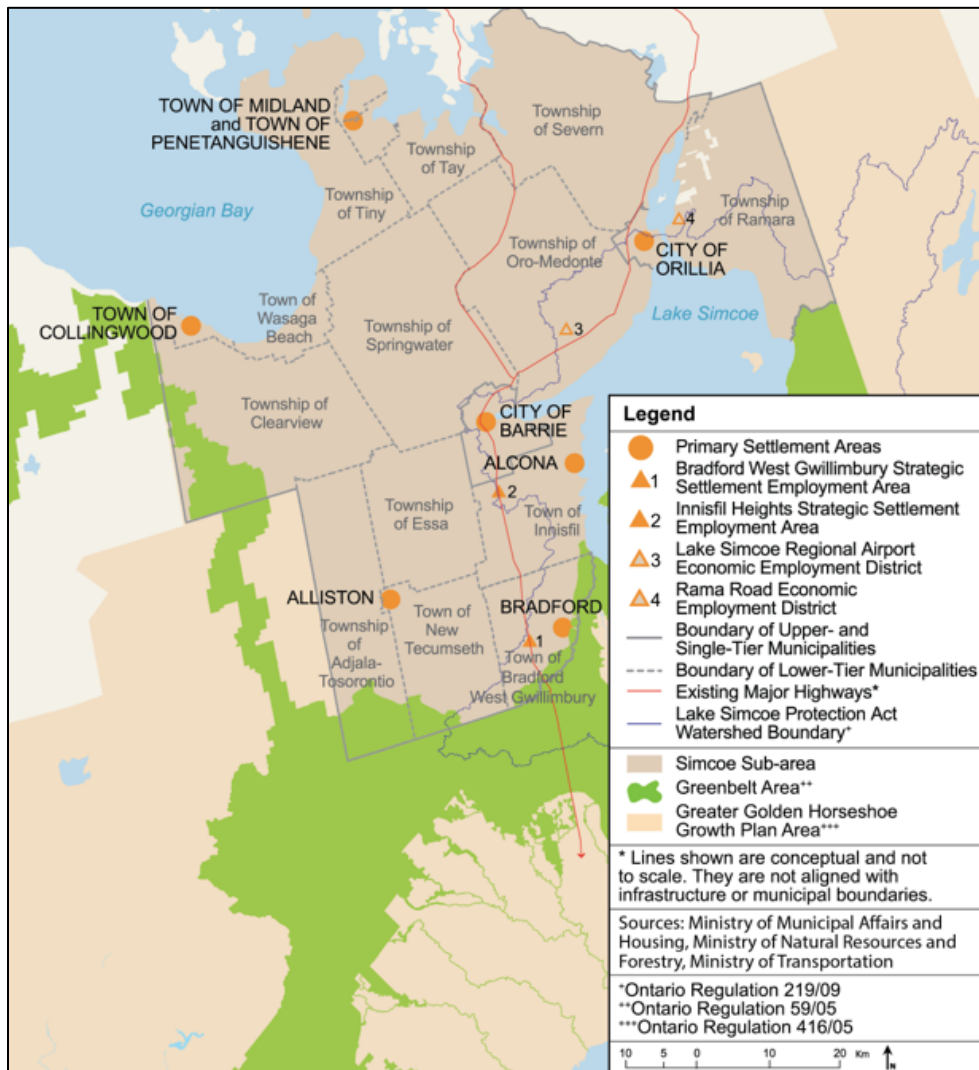 TOWN OF MIDLAND
and TOWN OF
PENETANGUISHENE
Township
of Severn
Township
of Tay
Township
of Tiny
Georgian Bay
Township
of Ramara
4
Township of
Oro-Medonte
CITY OF
ORILLIA
TOWN OF
COLLINGWOOD
Town of
Wasaga
Beach
Township of
Springwater
3
Lake Simcoe
Township of
Clearview
CITY OF
BARRIE
ALCONA
2
Township
of Essa
Town of
Innisfil
ALLISTON
BRADFORD
Township
of
Adjala-
Tosorontio
Town of
New
Tecumseth
1
Town of
Bradford
West Gwillimbury
Legend
Primary Settlement Areas
1 Bradford West Gwillimbury Strategic
Settlement Employment Area
2 Innisfil Heights Strategic Settlement
Employment Area
3 Lake Simcoe Regional Airport
Economic Employment District
4 Rama Road Economic
Employment District
Boundary of Upper- and
Single-Tier Municipalities
Boundary of Lower-Tier Municipalities
Existing Major Highways*
Lake Simcoe Protection Act
Watershed Boundary+
Simcoe Sub-area
Greenbelt Area++
Greater Golden Horseshoe
Growth Plan Area+++
* Lines shown are conceptual and not
to scale. They are not aligned with
infrastructure or municipal boundaries.
Sources: Ministry of Municipal Affairs and
Housing, Ministry of Natural Resources and
Forestry, Ministry of Transportation
+Ontario Regulation 219/09
++Ontario Regulation 59/05
+++Ontario Regulation 416/05
10 5 0 10 20 Km N